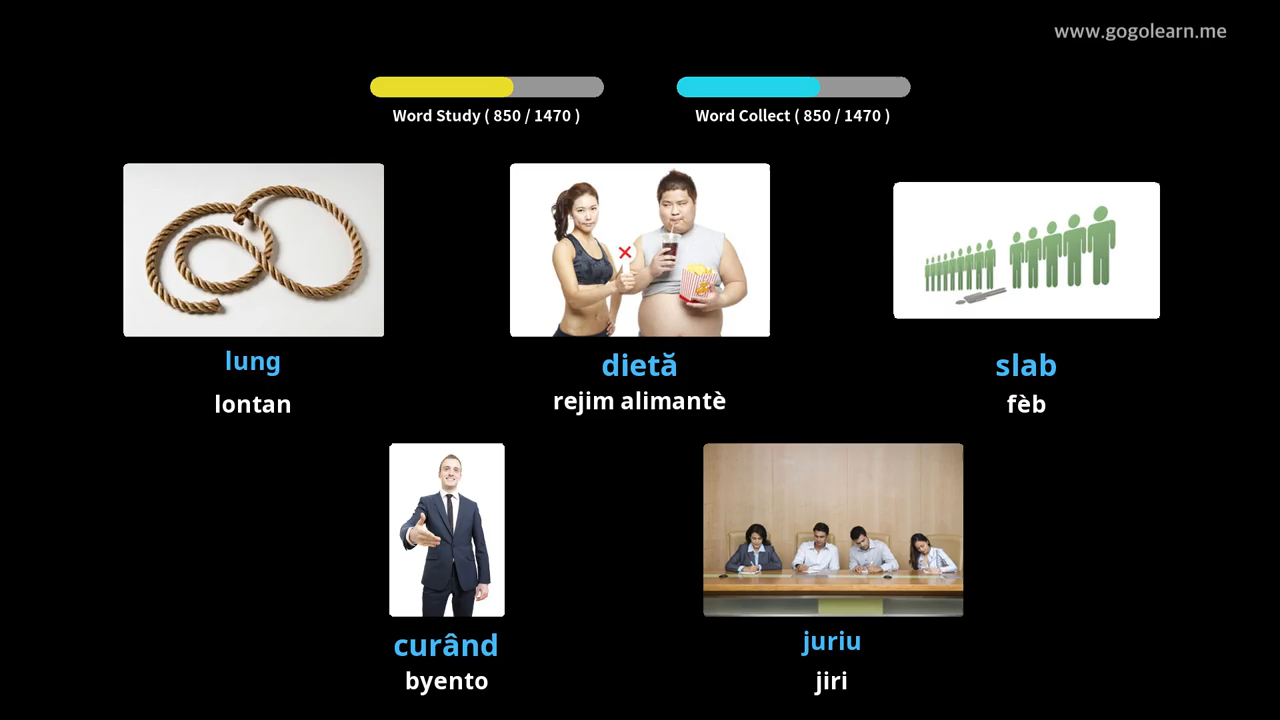 www.gogolearn.me
Word Study ( 850 / 1470 )
Word Collect ( 850 / 1470 )
lung
lontan
dietă
rejim alimantè
slab
fèb
curând
byento
juriu
jiri